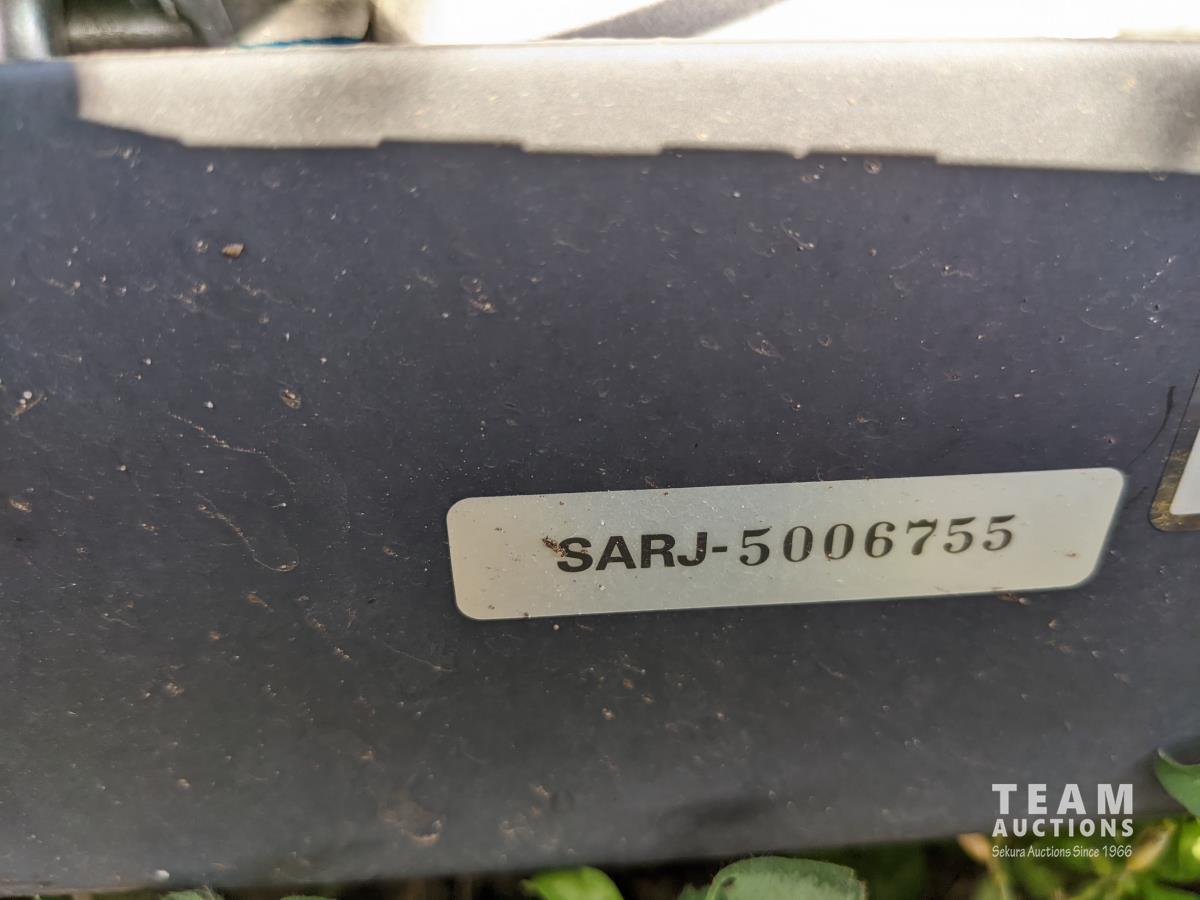 SARJ-5006755
TEAM
AUCTIONS
Sekura Auctions Since 1966